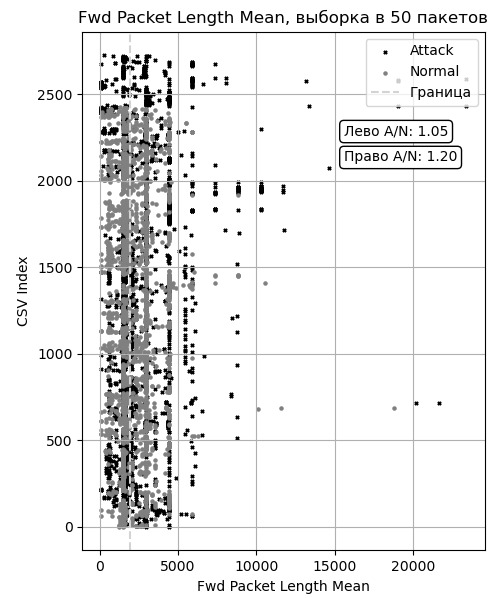 Fwd Packet Length Mean, выборка в 50 пакетов
Attack
Normal
Граница
Лево A/N: 1.05
Право A/N: 1.20
2500
2000
1500
1000
500
0
CSV Index
0 5000 10000 15000 20000
Fwd Packet Length Mean